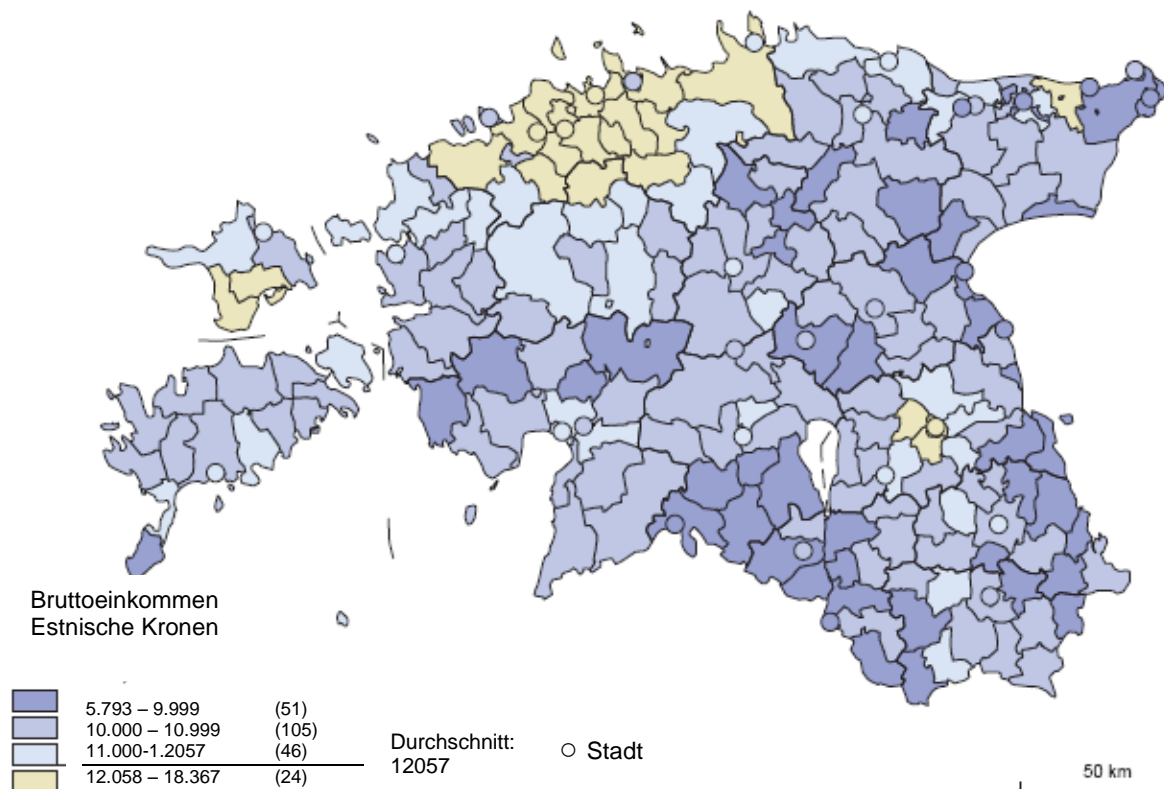 Bruttoeinkommen
Estnische Kronen
5.793 – 9.999 (51)
10.000 – 10.999 (105)
11.000-1.2057 (46)
12.058 – 18.367 (24)
Durchschnitt:
12057
Stadt
50 km